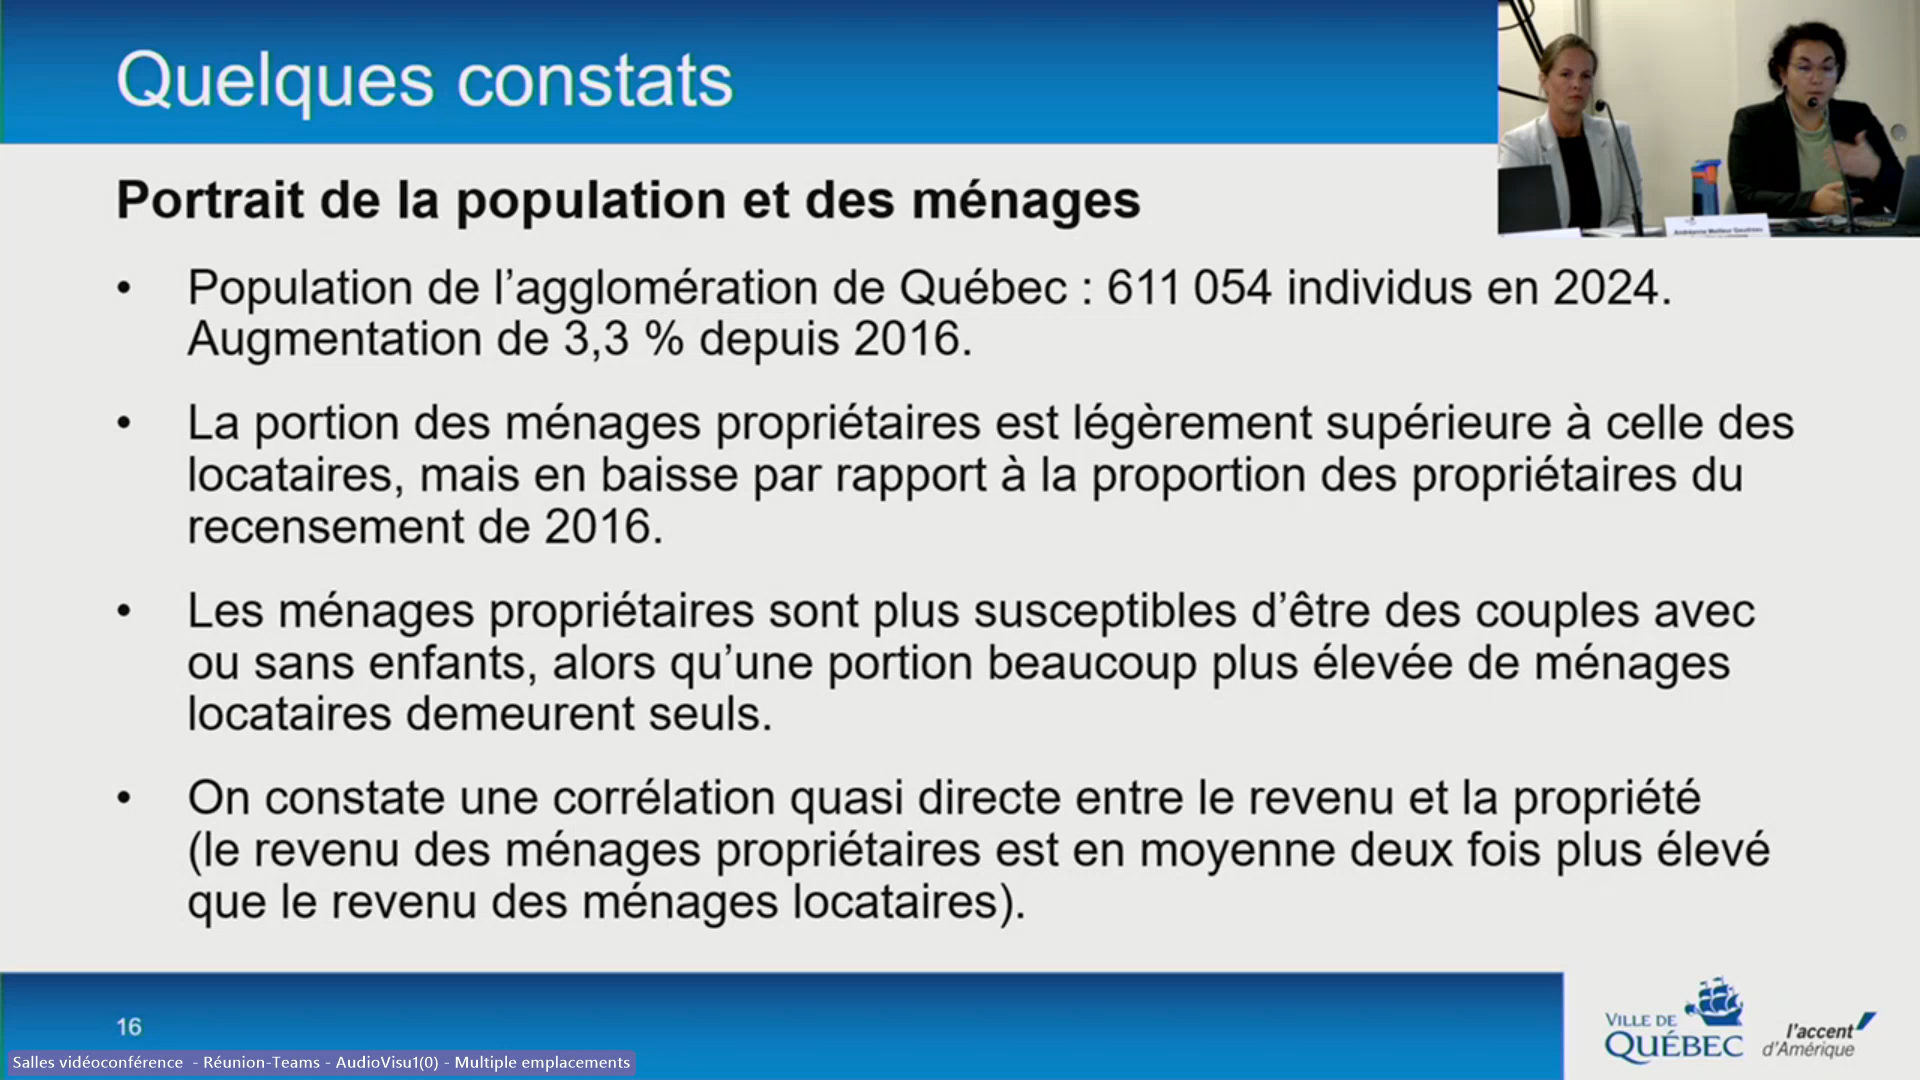 Quelques constats
Portrait de la population et des ménages
• Population de l’agglomération de Québec : 611 054 individus en 2024.
Augmentation de 3,3 % depuis 2016.
• La portion des ménages propriétaires est légèrement supérieure à celle des
locataires, mais en baisse par rapport à la proportion des propriétaires du
recensement de 2016.
• Les ménages propriétaires sont plus susceptibles d’être des couples avec
ou sans enfants, alors qu’une portion beaucoup plus élevée de ménages
locataires demeurent seuls.
• On constate une corrélation quasi directe entre le revenu et la propriété
(le revenu des ménages propriétaires est en moyenne deux fois plus élevé
que le revenu des ménages locataires).
16
VILLE DE
QUÉBEC
l'accent
d'Amérique
Salles vidéoconférence - Réunion-Teams - AudioVisu1(0) - Multiple emplacements